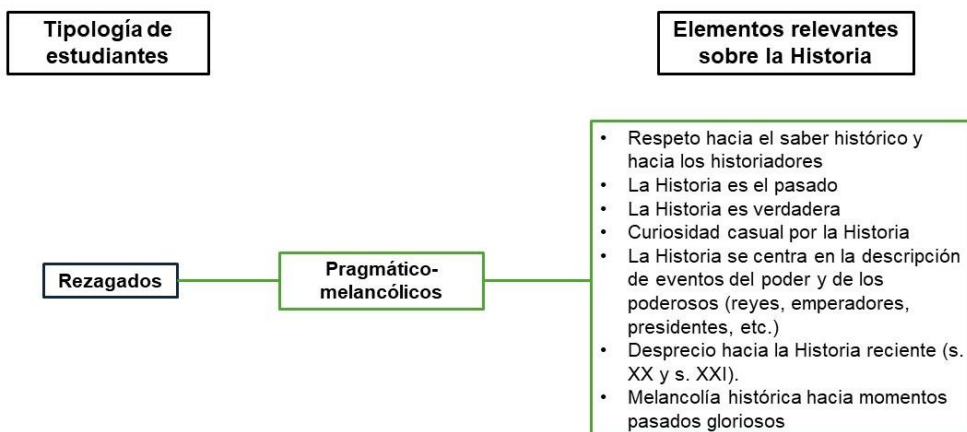 Tipología de
estudiantes
Elementos relevantes
sobre la Historia
Rezagados
Pragmático-
melancólicos
• Respeto hacia el saber histórico y
hacia los historiadores
• La Historia es el pasado
• La Historia es verdadera
• Curiosidad casual por la Historia
• La Historia se centra en la descripción
de eventos del poder y de los
poderosos (reyes, emperadores,
presidentes, etc.)
• Desprecio hacia la Historia reciente (s.
XX y s. XXI).
• Melancolía histórica hacia momentos
pasados gloriosos